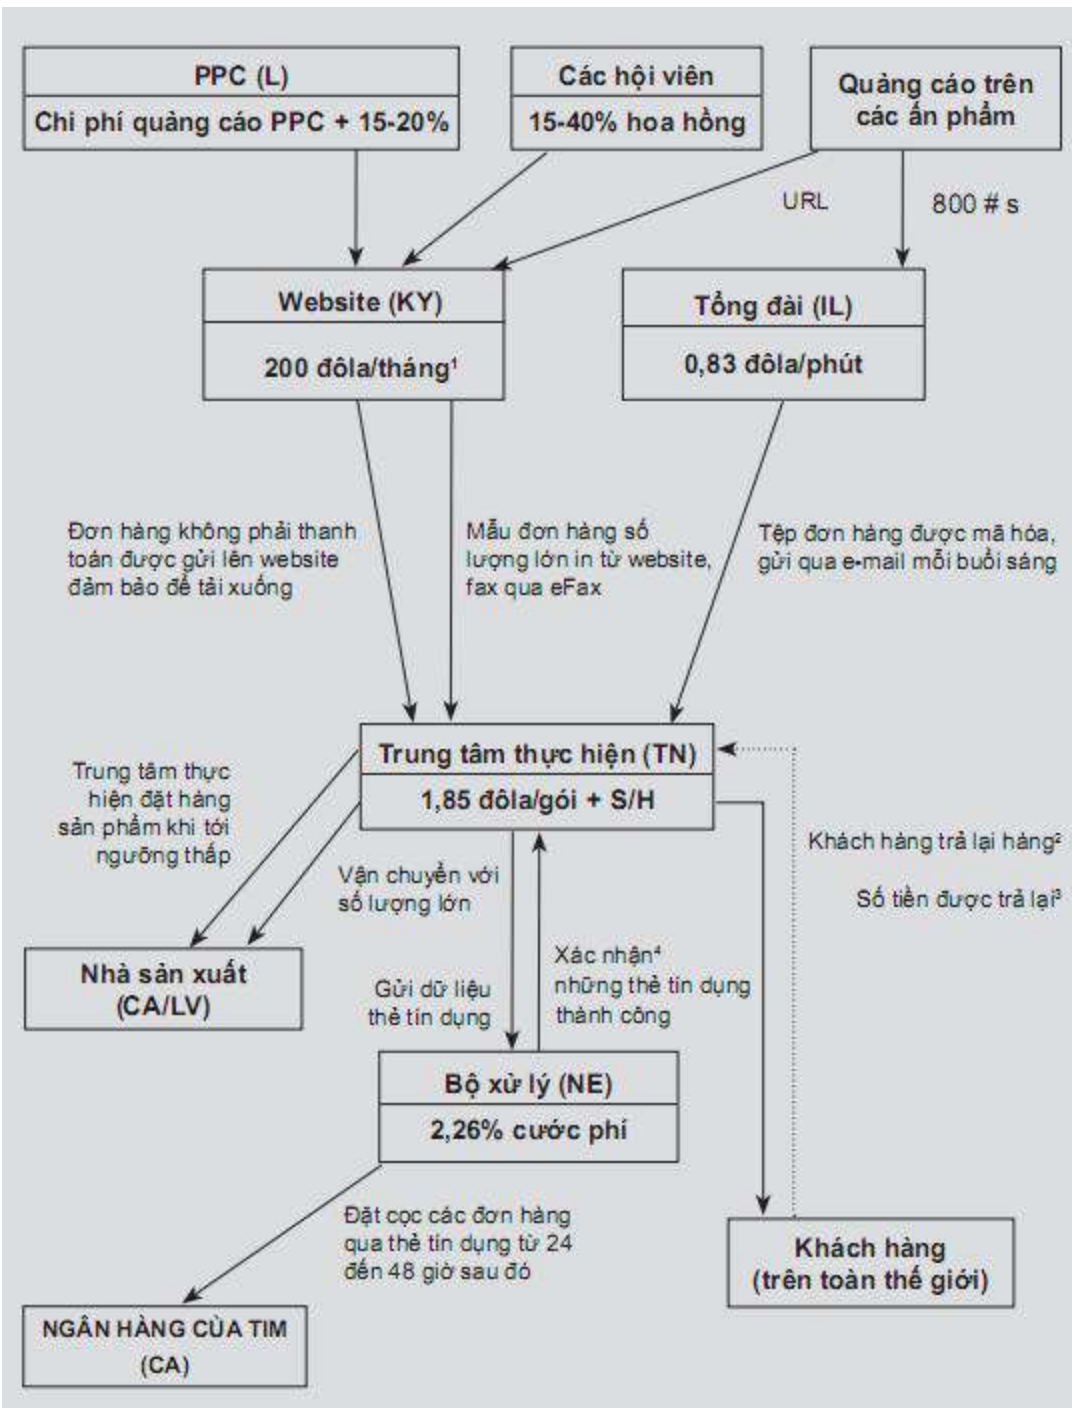 PPC (L)
Chi phí quảng cáo PPC + 15-20%
Các hội viên
15-40% hoa hồng
Quảng cáo trên
các ấn phẩm
URL
800 # s
Website (KY)
200 đôla/tháng¹
Tổng đài (IL)
0,83 đôla/phút
Đơn hàng không phải thanh
toán được gửi lên website
đảm bảo để tải xuống
Mẫu đơn hàng số
lượng lớn in từ website,
fax qua eFax
Tệp đơn hàng được mã hóa,
gửi qua e-mail mỗi buổi sáng
Trung tâm thực hiện (TN)
1,85 đôla/gói + S/H
Trung tâm thực
hiện đặt hàng
sản phẩm khi tới
ngưỡng thấp
Vận chuyển với
số lượng lớn
Khách hàng trả lại hàng²
Số tiền được trả lại³
Nhà sản xuất
(CA/LV)
Gửi dữ liệu
thẻ tín dụng
Xác nhận⁴
những thẻ tín dụng
thành công
Bộ xử lý (NE)
2,26% cước phí
Đặt cọc các đơn hàng
qua thẻ tín dụng từ 24
đến 48 giờ sau đó
Khách hàng
(trên toàn thế giới)
NGÂN HÀNG CỦA TIM
(CA)